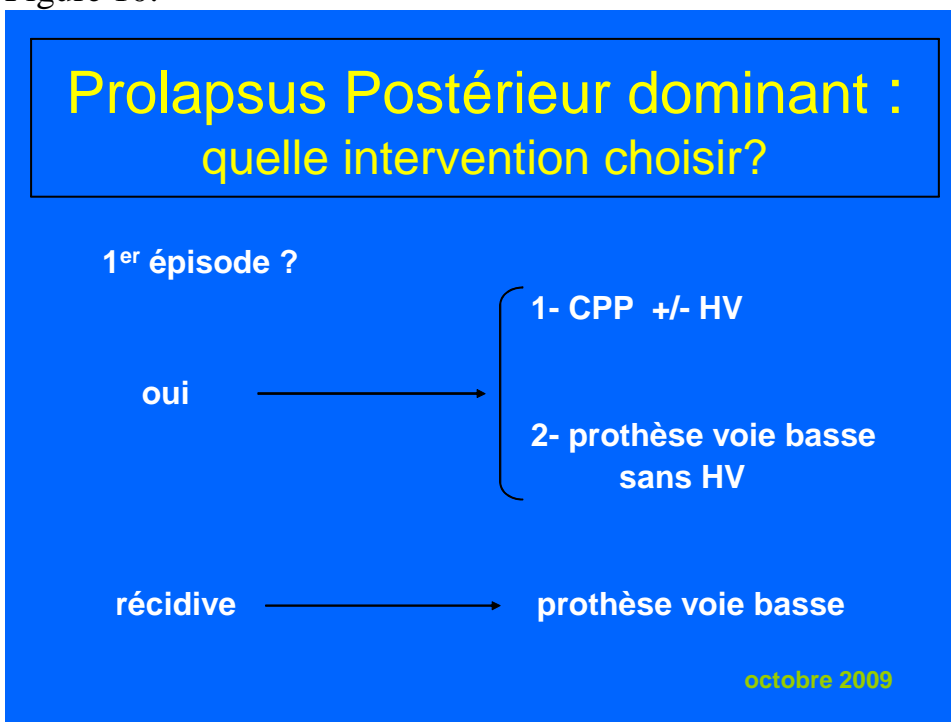 Prolapsus Postérieur dominant :
quelle intervention choisir?
1er épisode ?
1- CPP +/- HV
oui
2- prothèse voie basse
sans HV
récidive
prothèse voie basse
octobre 2009